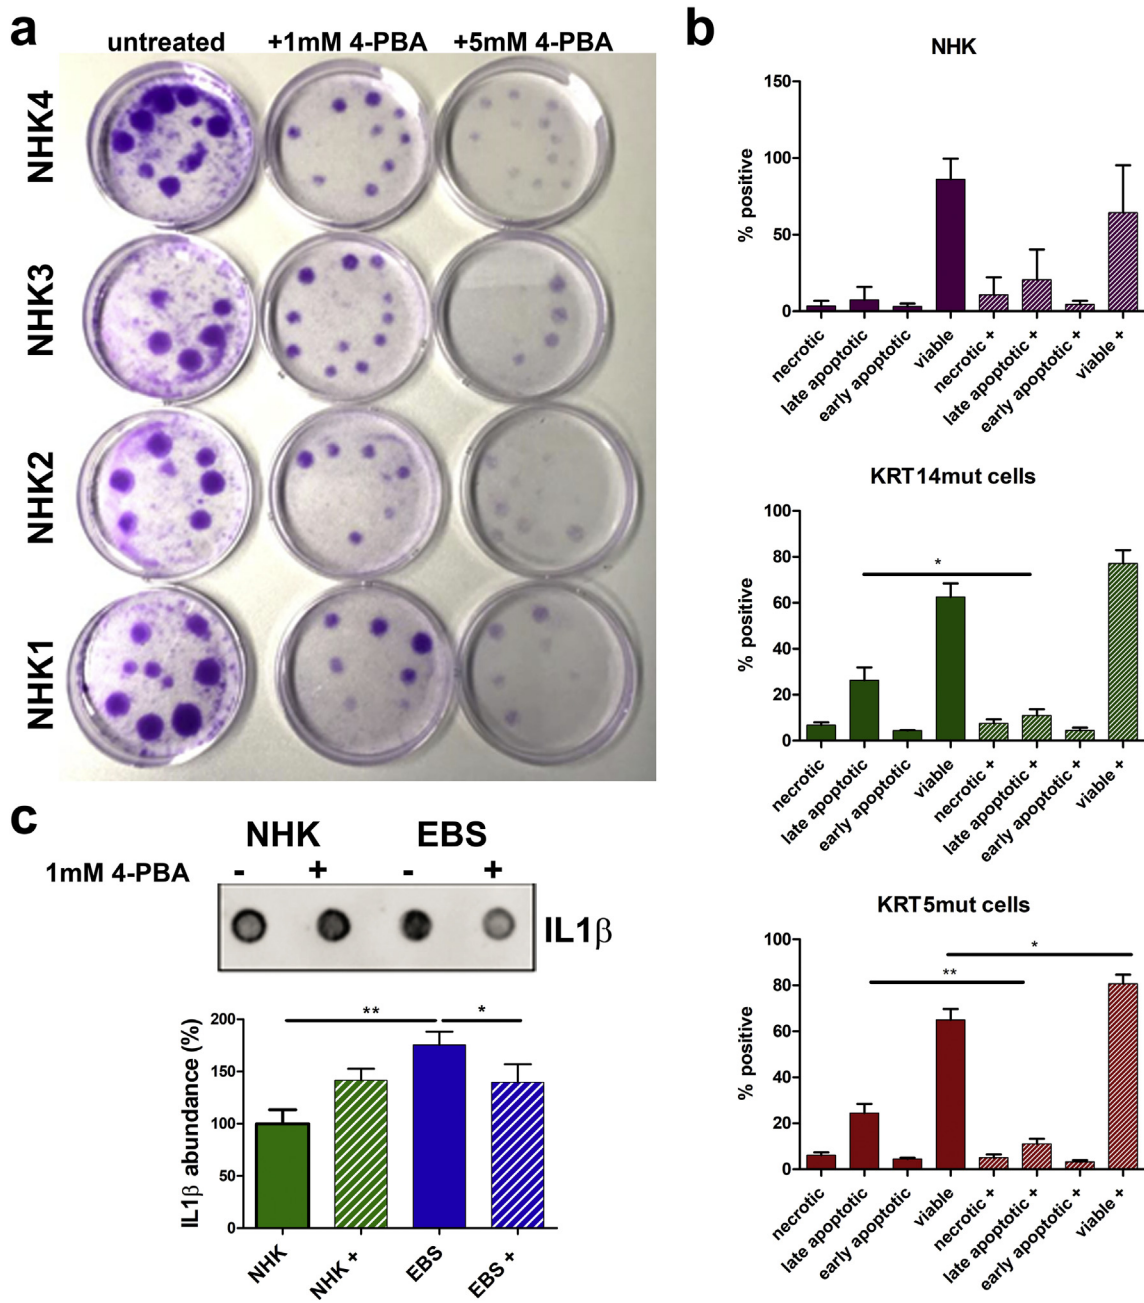 a
untreated +1mM 4-PBA +5mM 4-PBA
NHK4
NHK3
NHK2
NHK1
b
NHK
% positive
150
100
50
0
necrotic
late apoptotic
early apoptotic
viable
necrotic +
late apoptotic +
early apoptotic +
viable +
KRT14mut cells
% positive
100
80
60
40
20
0
*
necrotic
late apoptotic
early apoptotic
viable
necrotic +
late apoptotic +
early apoptotic +
viable +
KRT5mut cells
% positive
100
80
60
40
20
0
**
*
necrotic
late apoptotic
early apoptotic
viable
necrotic +
late apoptotic +
early apoptotic +
viable +
c
NHK EBS
1mM 4-PBA - + - +
IL1β
IL1β abundance (%)
200
150
100
50
0
**
*
NHK
NHK +
EBS
EBS +